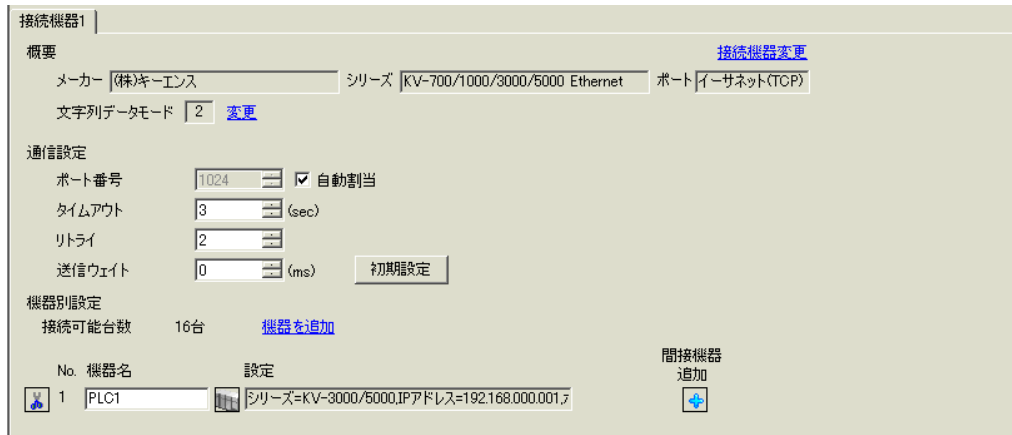 接続機器1
概要 接続機器変更
メーカー (株)キーエンス シリーズ KV-700/1000/3000/5000 Ethernet ポート イーサネット(TCP)
文字列データモード 2 変更
通信設定
ポート番号 1024 自動割当
タイムアウト 3 (sec)
リトライ 2
送信ウェイト 0 (ms) 初期設定
機器別設定
接続可能台数 16台 機器を追加
間接機器
No. 機器名 設定 追加
1 PLC1 シリーズ=KV-3000/5000,IPアドレス=192.168.000.001,